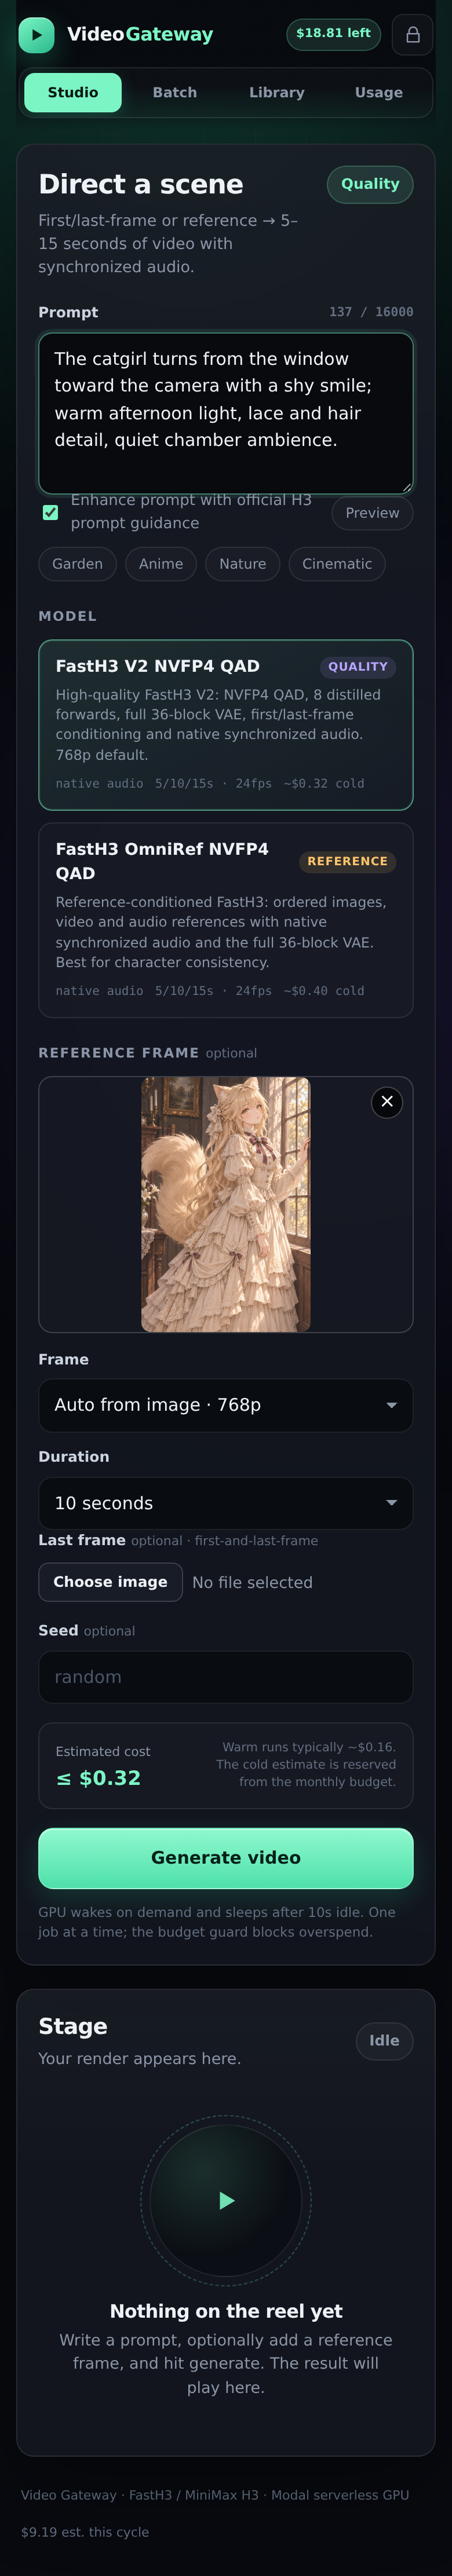 VideoGateway
$18.81 left
Studio
Batch
Library
Usage
Direct a scene
Quality
First/last-frame or reference → 5–
15 seconds of video with
synchronized audio.
Prompt
137 / 16000
The catgirl turns from the window
toward the camera with a shy smile;
warm afternoon light, lace and hair
detail, quiet chamber ambience.
Enhance prompt with official H3
prompt guidance
Preview
Garden
Anime
Nature
Cinematic
MODEL
FastH3 V2 NVFP4 QAD
QUALITY
High-quality FastH3 V2: NVFP4 QAD, 8 distilled
forwards, full 36-block VAE, first/last-frame
conditioning and native synchronized audio.
768p default.
native audio 5/10/15s · 24fps ~$0.32 cold
FastH3 OmniRef NVFP4
QAD
REFERENCE
Reference-conditioned FastH3: ordered images,
video and audio references with native
synchronized audio and the full 36-block VAE.
Best for character consistency.
native audio 5/10/15s · 24fps ~$0.40 cold
REFERENCE FRAME optional
Frame
Auto from image · 768p
Duration
10 seconds
Last frame optional · first-and-last-frame
Choose image No file selected
Seed optional
random
Estimated cost
≤ $0.32
Warm runs typically ~$0.16.
The cold estimate is reserved
from the monthly budget.
Generate video
GPU wakes on demand and sleeps after 10s idle. One
job at a time; the budget guard blocks overspend.
Stage
Your render appears here.
Idle
Nothing on the reel yet
Write a prompt, optionally add a reference
frame, and hit generate. The result will
play here.
Video Gateway · FastH3 / MiniMax H3 · Modal serverless GPU
$9.19 est. this cycle